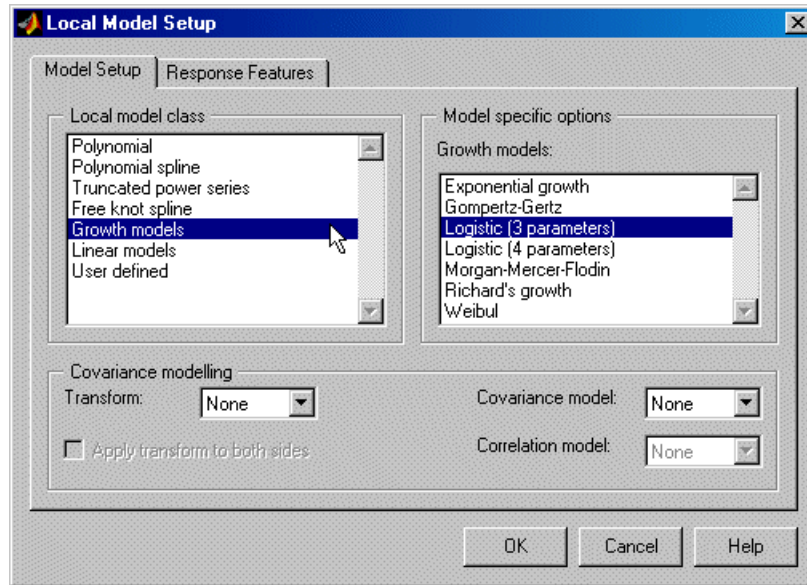 Local Model Setup
Model Setup
Response Features
Local model class
Polynomial
Polynomial spline
Truncated power series
Free knot spline
Growth models
Linear models
User defined
Model specific options
Growth models:
Exponential growth
Gompertz-Gertz
Logistic (3 parameters)
Logistic (4 parameters)
Morgan-Mercer-Flodin
Richard's growth
Weibul
Covariance modelling
Transform: None
Apply transform to both sides
Covariance model: None
Correlation model: None
OK Cancel Help